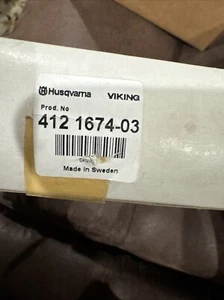 Husqvarna VIKING
Prod. No
412 1674-03
Made in Sweden